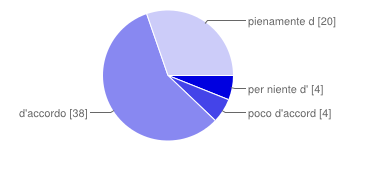 pienamente d [20]
per niente d' [4]
d'accordo [38]
poco d'accord [4]